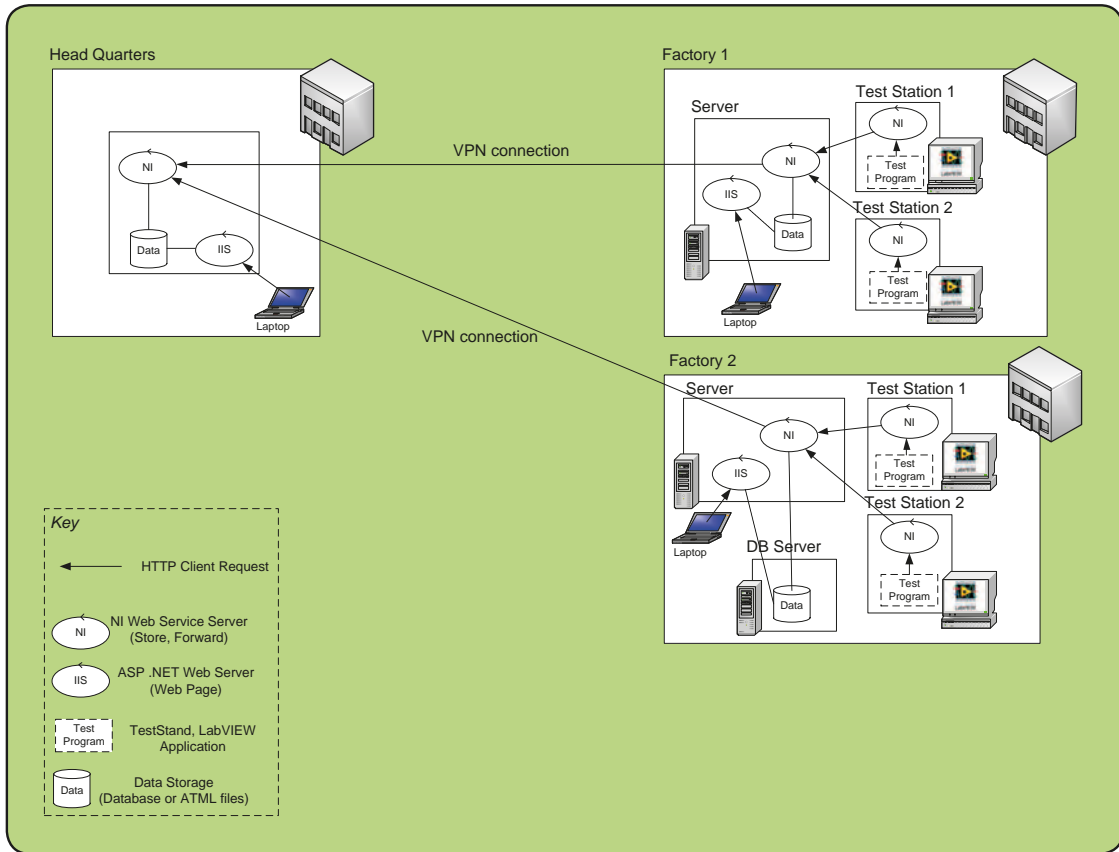 Head Quarters
NI
Data
IIS
Laptop
VPN connection
VPN connection
Factory 1
Server
NI
IIS
Data
Laptop
Test Station 1
NI
Test
Program
Test Station 2
NI
Test
Program
Factory 2
Server
NI
IIS
Laptop
DB Server
Data
Test Station 1
NI
Test
Program
Test Station 2
NI
Test
Program
Key
HTTP Client Request
NI
NI Web Service Server
(Store, Forward)
IIS
ASP .NET Web Server
(Web Page)
Test
Program
TestStand, LabVIEW
Application
Data
Data Storage
(Database or ATML files)